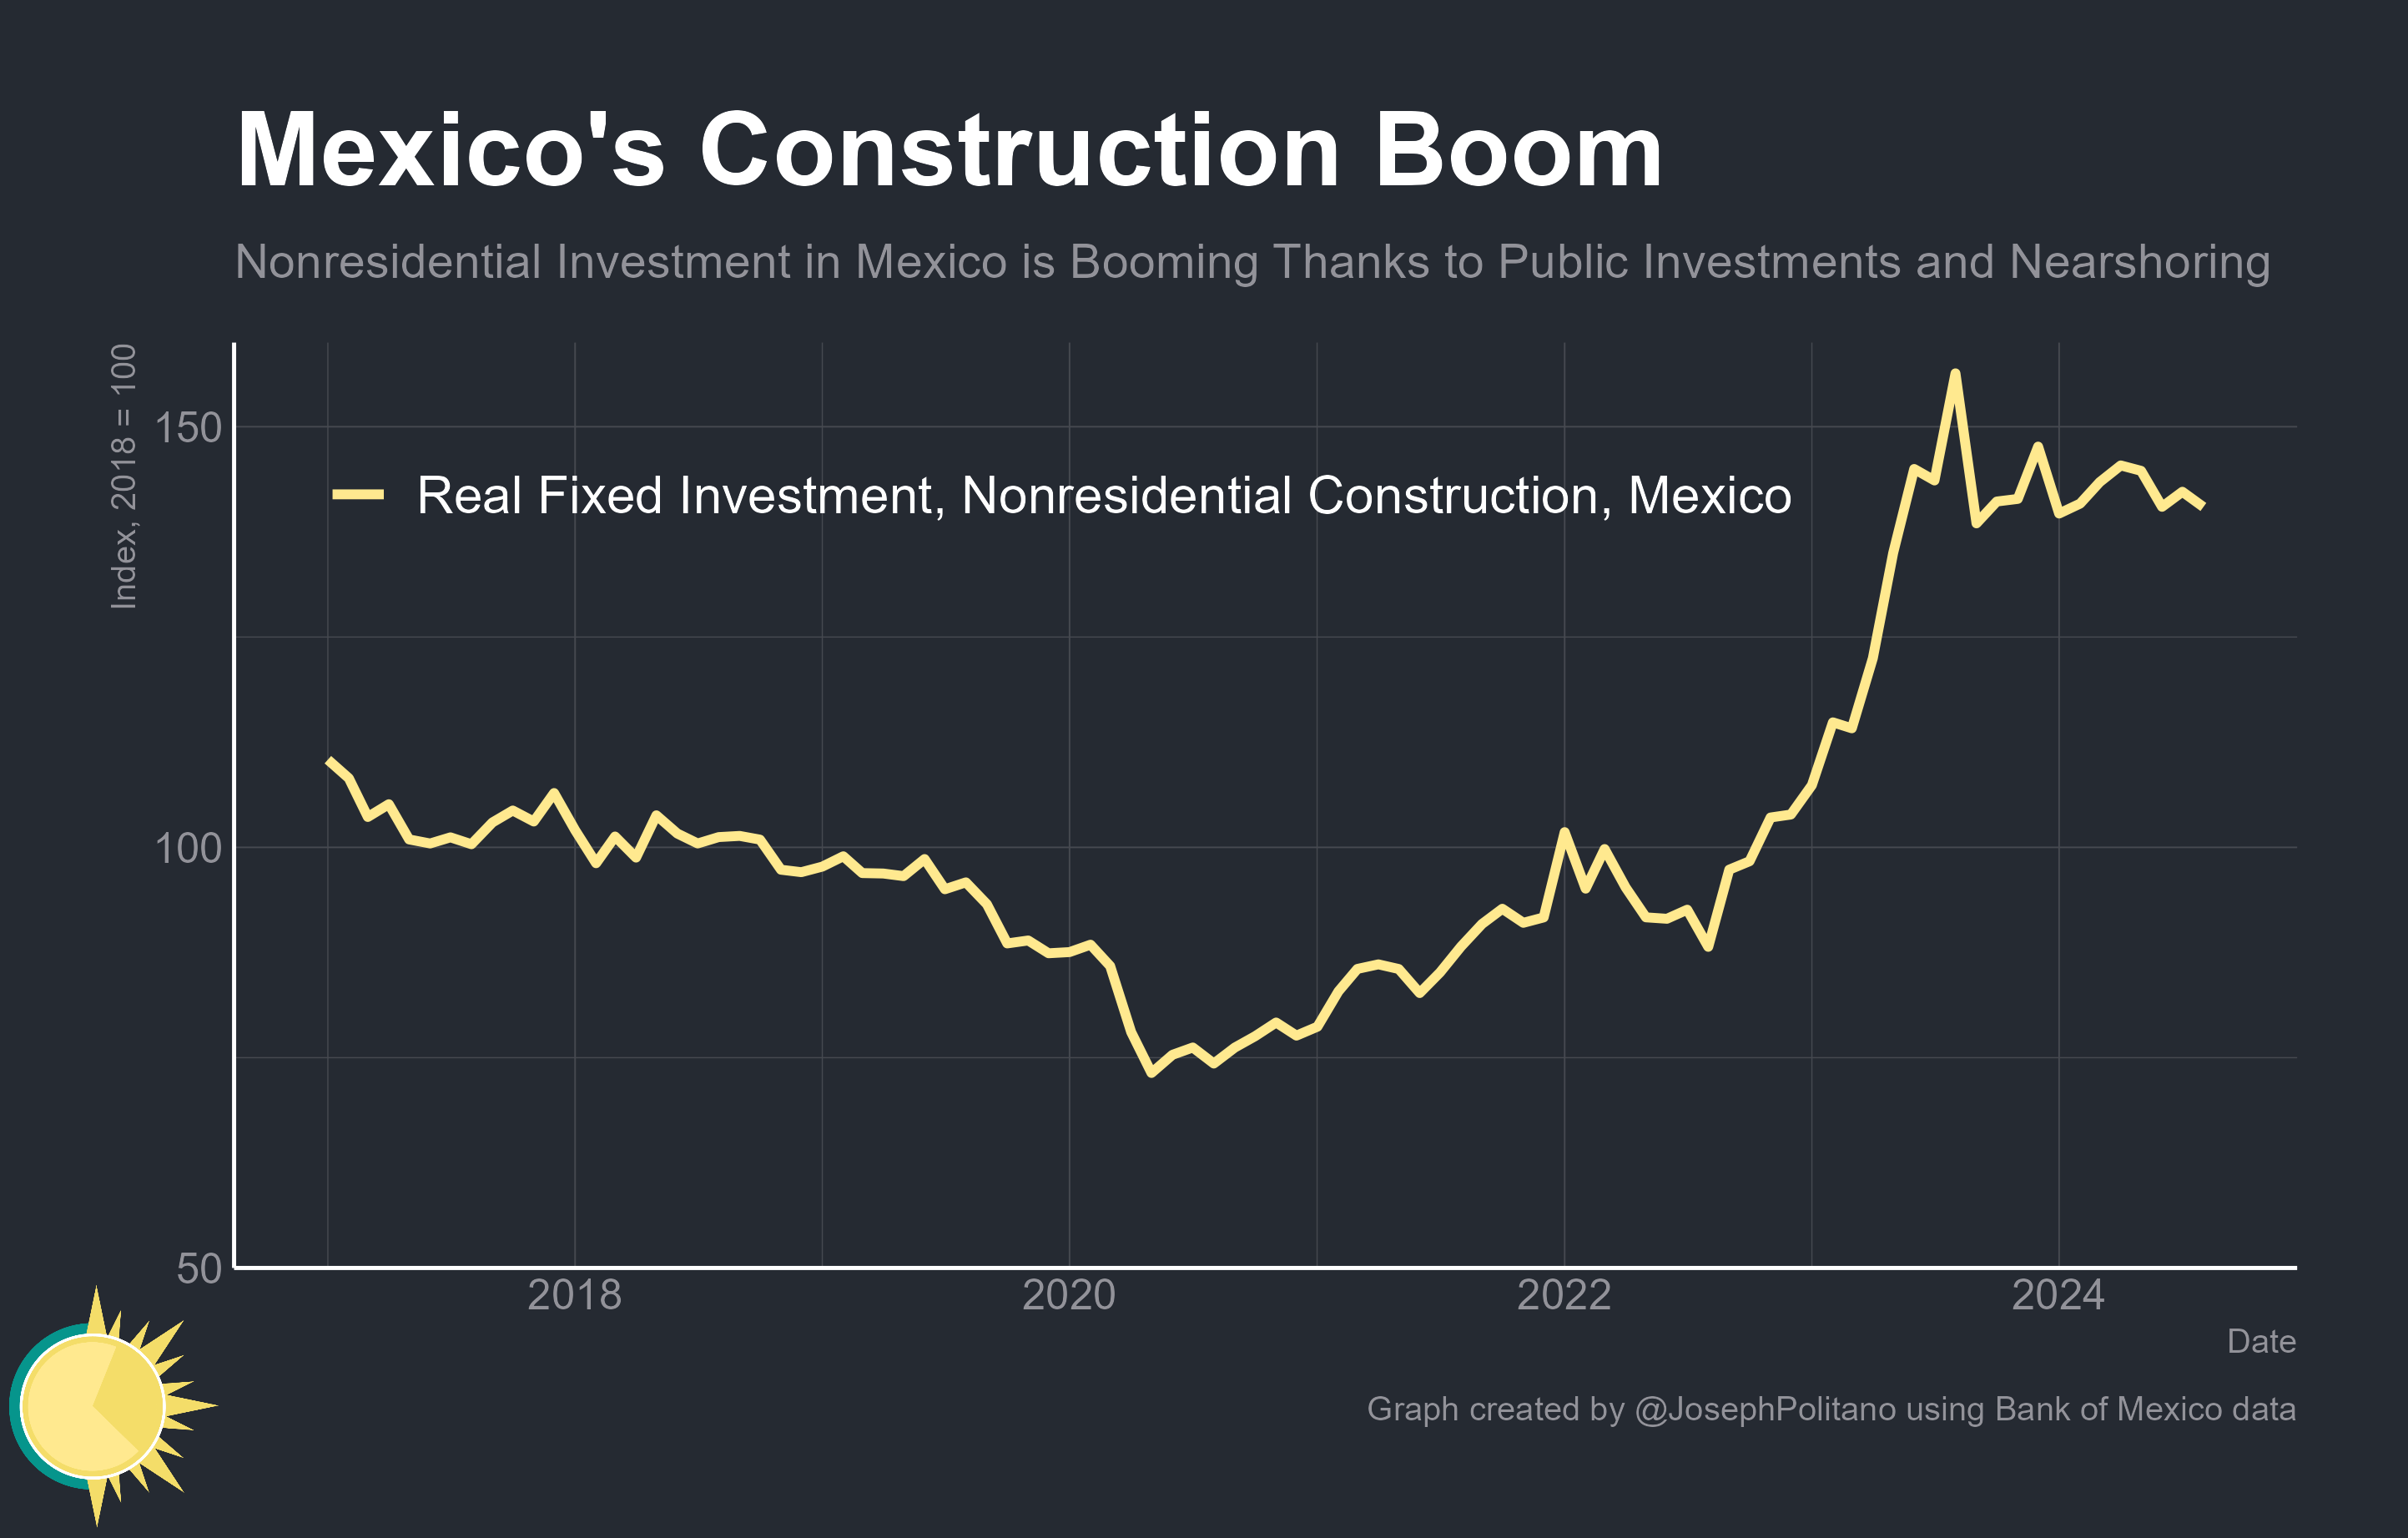 Mexico's Construction Boom
Nonresidential Investment in Mexico is Booming Thanks to Public Investments and Nearshoring
Index, 2018 = 100
150
100
50
Real Fixed Investment, Nonresidential Construction, Mexico
2018
2020
2022
2024
Date
Graph created by @JosephPolitano using Bank of Mexico data